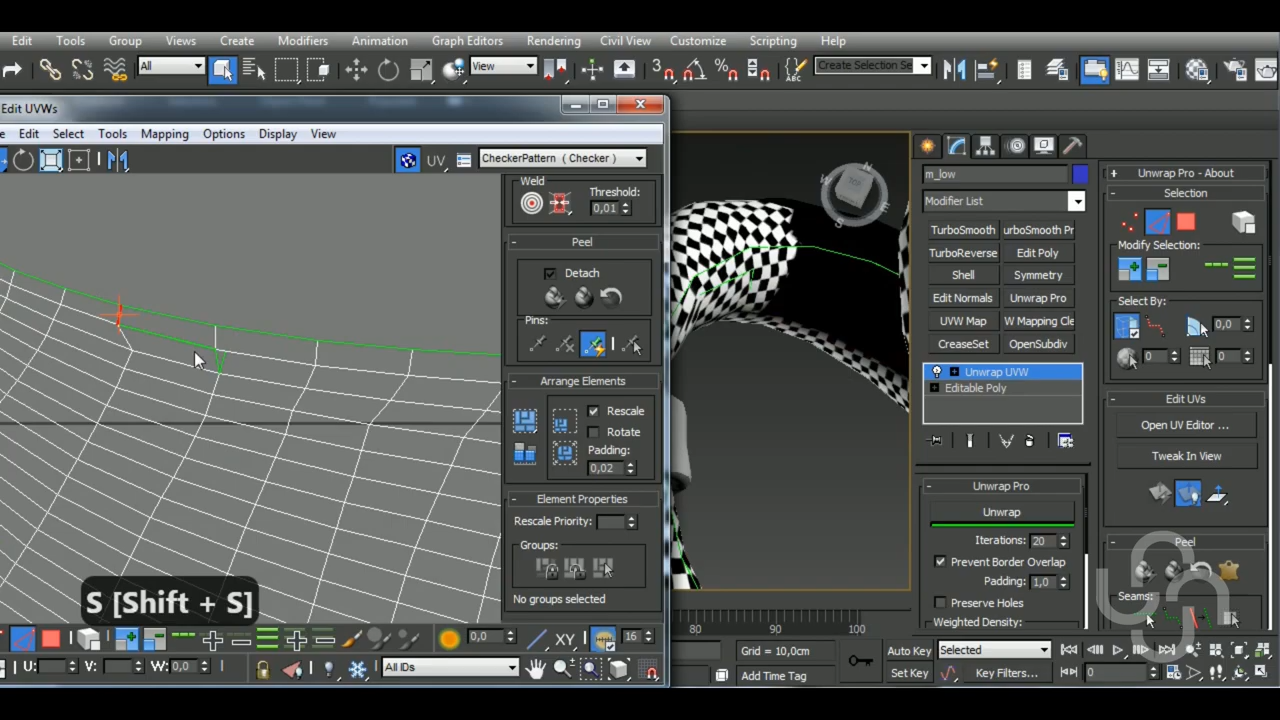 Edit Tools Group Views Create Modifiers Animation Graph Editors Rendering Civil View Customize Scripting Help
All View 3 Create Selection Se
Edit UVWs
Edit Select Tools Mapping Options Display View
UV CheckerPattern ( Checker )
Weld
Threshold:
0,01
Peel
Detach
Pins:
Arrange Elements
Rescale
Rotate
Padding:
0,02
Element Properties
Rescale Priority:
Groups:
No groups selected
S [Shift + S]
0,0 XY 16
U: V: W: 0,0 All IDs
m_low
Modifier List
TurboSmooth urboSmooth Pr
TurboReverse Edit Poly
Shell Symmetry
Edit Normals Unwrap Pro
UVW Map W Mapping Cle
CreaseSet OpenSubdiv
Unwrap UVW
Editable Poly
Unwrap Pro
Unwrap
Iterations: 20
Prevent Border Overlap
Padding: 1,0
Preserve Holes
Weighted Density:
Unwrap Pro - About
Selection
Modify Selection:
Select By:
0,0
0 0
Edit UVs
Open UV Editor ...
Tweak In View
Peel
Seams:
80 90 100
Grid = 10,0cm
Add Time Tag
Auto Key Selected
Set Key Key Filters... 0